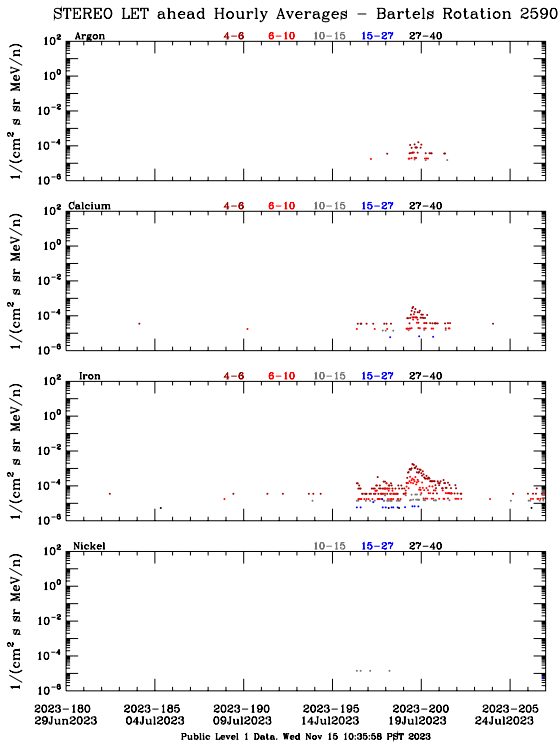 STEREO LET ahead Hourly Averages – Bartels Rotation 2590
Argon 4–6 6–10 10–15 15–27 27–40
10² 10⁰ 10⁻² 10⁻⁴ 10⁻⁶
1/(cm² s sr MeV/n)
Calcium 4–6 6–10 10–15 15–27 27–40
10² 10⁰ 10⁻² 10⁻⁴ 10⁻⁶
1/(cm² s sr MeV/n)
Iron 4–6 6–10 10–15 15–27 27–40
10² 10⁰ 10⁻² 10⁻⁴ 10⁻⁶
1/(cm² s sr MeV/n)
Nickel 10–15 15–27 27–40
10² 10⁰ 10⁻² 10⁻⁴ 10⁻⁶
1/(cm² s sr MeV/n)
2023–180 2023–185 2023–190 2023–195 2023–200 2023–205
29Jun2023 04Jul2023 09Jul2023 14Jul2023 19Jul2023 24Jul2023
Public Level 1 Data. Wed Nov 15 10:35:58 PST 2023